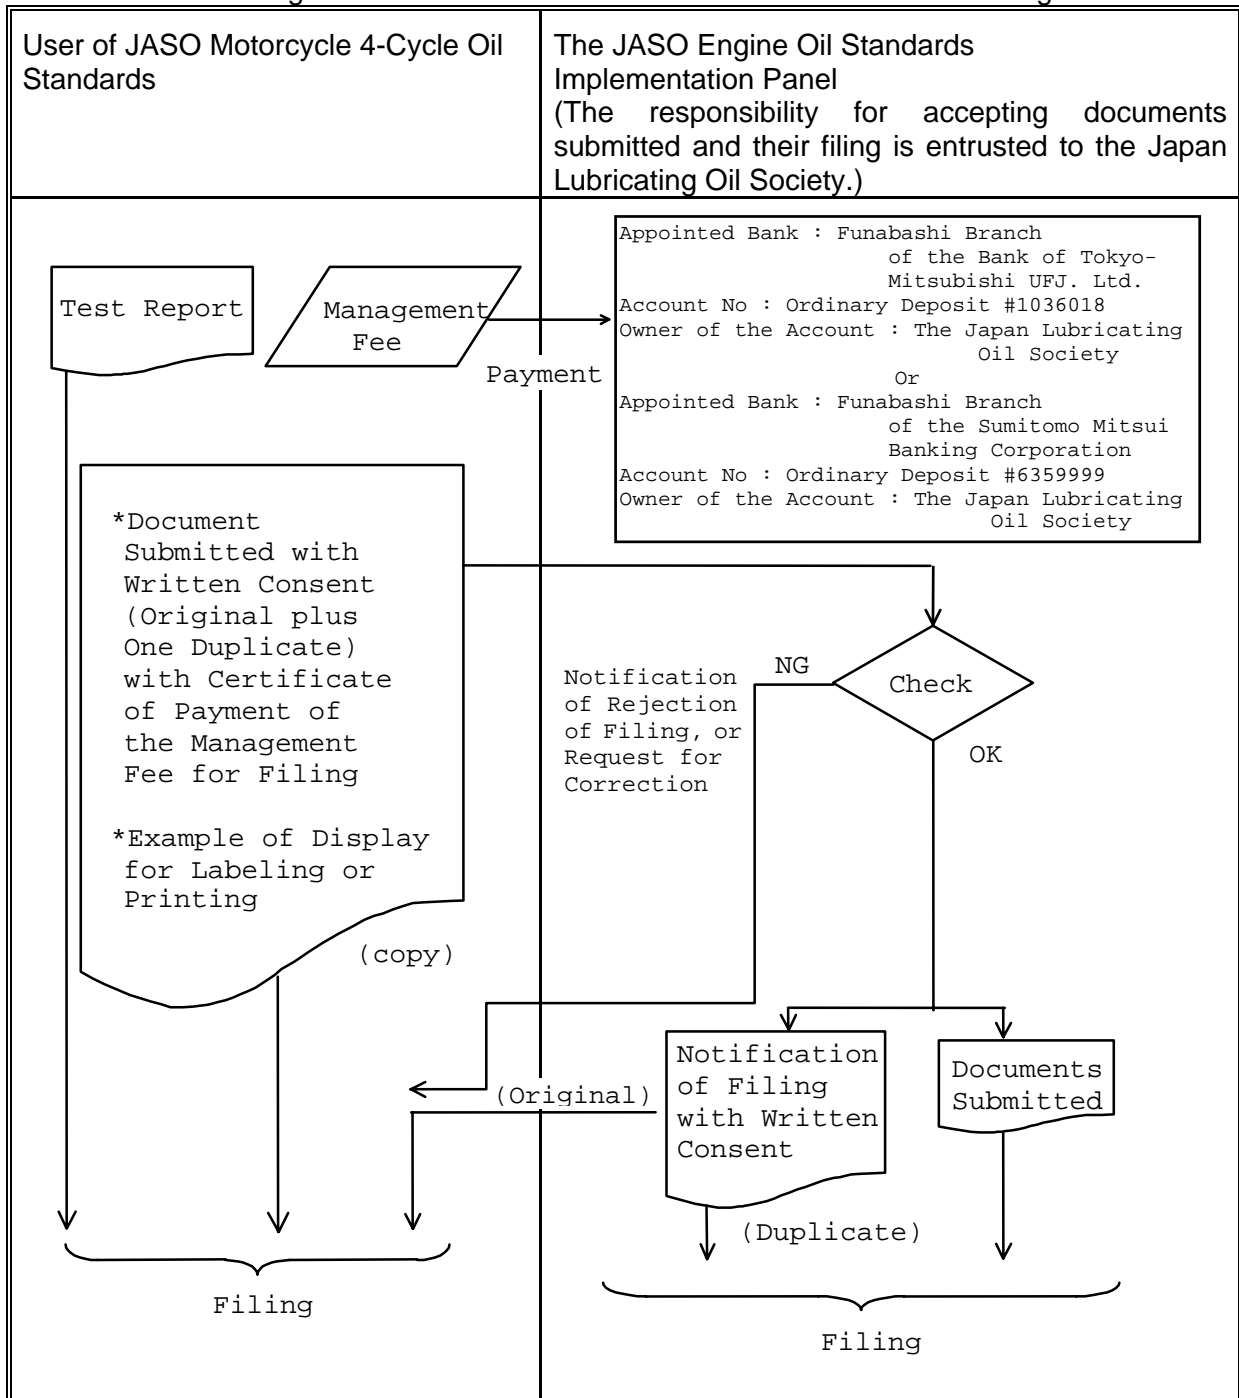 User of JASO Motorcycle 4-Cycle Oil
Standards
The JASO Engine Oil Standards
Implementation Panel
(The responsibility for accepting documents
submitted and their filing is entrusted to the Japan
Lubricating Oil Society.)
Test Report
Management
Fee
Payment
Appointed Bank : Funabashi Branch
of the Bank of Tokyo-
Mitsubishi UFJ. Ltd.
Account No : Ordinary Deposit #1036018
Owner of the Account : The Japan Lubricating
Oil Society
Or
Appointed Bank : Funabashi Branch
of the Sumitomo Mitsui
Banking Corporation
Account No : Ordinary Deposit #6359999
Owner of the Account : The Japan Lubricating
Oil Society
*Document
Submitted with
Written Consent
(Original plus
One Duplicate)
with Certificate
of Payment of
the Management
Fee for Filing
*Example of Display
for Labeling or
Printing
(copy)
Notification
of Rejection
of Filing, or
Request for
Correction
NG
Check
OK
(Original)
Notification
of Filing
with Written
Consent
Documents
Submitted
(Duplicate)
Filing
Filing